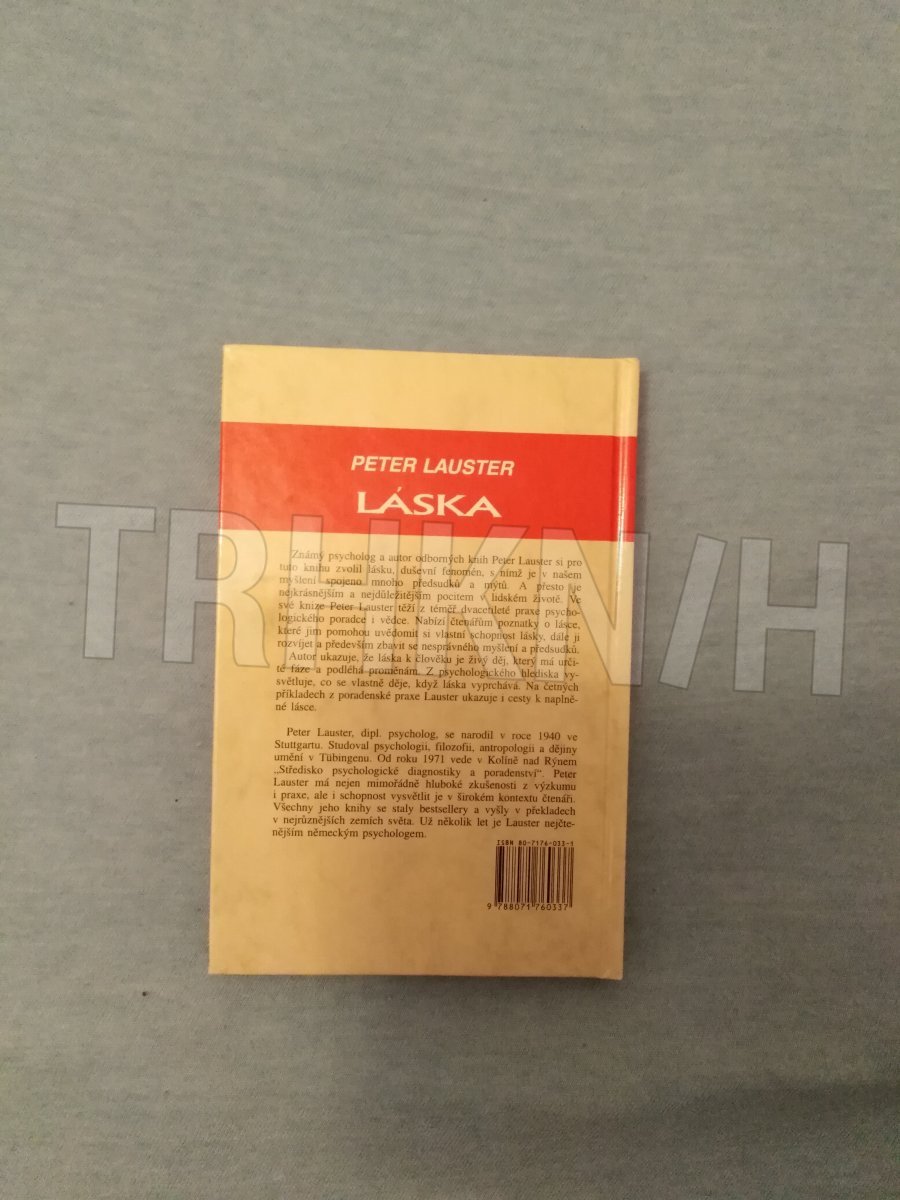 PETER LAUSTER
LÁSKA
Známý psycholog a autor odborných knih Peter Lauster si pro
tuto knihu zvolil lásku, duševní fenomén, s nímž je v našem
myšlení spojeno mnoho předsudků a mýtů. A přesto je
nejkrásnějším a nejdůležitějším pocitem v lidském životě. Ve
své knize Peter Lauster těží z téměř dvacetileté praxe psycho-
logického poradce i vědce. Nabízí čtenářům poznatky o lásce,
které jim pomohou uvědomit si vlastní schopnost lásky, dále ji
rozvíjet a především zbavit se nesprávného myšlení a předsudků.
Autor ukazuje, že láska k člověku je živý děj, který má urči-
té fáze a podléhá proměnám. Z psychologického hlediska vy-
světluje, co se vlastně děje, když láska vyprchává. Na četných
příkladech z poradenské praxe Lauster ukazuje i cesty k naplně-
né lásce.
Peter Lauster, dipl. psycholog, se narodil v roce 1940 ve
Stuttgartu. Studoval psychologii, filozofii, antropologii a dějiny
umění v Tübingenu. Od roku 1971 vede v Kolíně nad Rýnem
„Středisko psychologické diagnostiky a poradenství“. Peter
Lauster má nejen mimořádně hluboké zkušenosti z výzkumu
i praxe, ale i schopnost vysvětlit je v širokém kontextu čtenáři.
Všechny jeho knihy se staly bestsellery a vyšly v překladech
v nejrůznějších zemích světa. Už několik let je Lauster nejčte-
nějším německým psychologem.
ISBN 80-7176-033-1
9 788071 760337
TRHKNIH